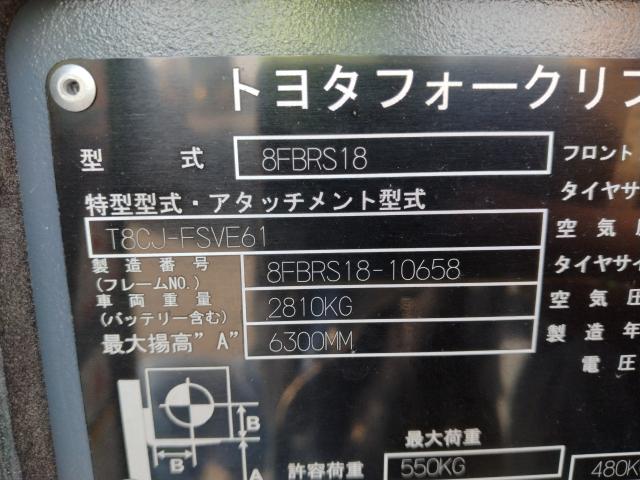 トヨタフォークリフ
型 式 8FBRS18 フロント
特型型式・アタッチメント型式 タイヤサ
T8CJ-FSVE61 空気
製造番号 (フレームNO.) 8FBRS18-10658 タイヤサイ
車両重量 (バッテリー含む) 2810KG 空気圧
最大揚高"A" 6300MM 製造年
電圧
B
B
A
最大荷重
許容荷重 550KG 480K